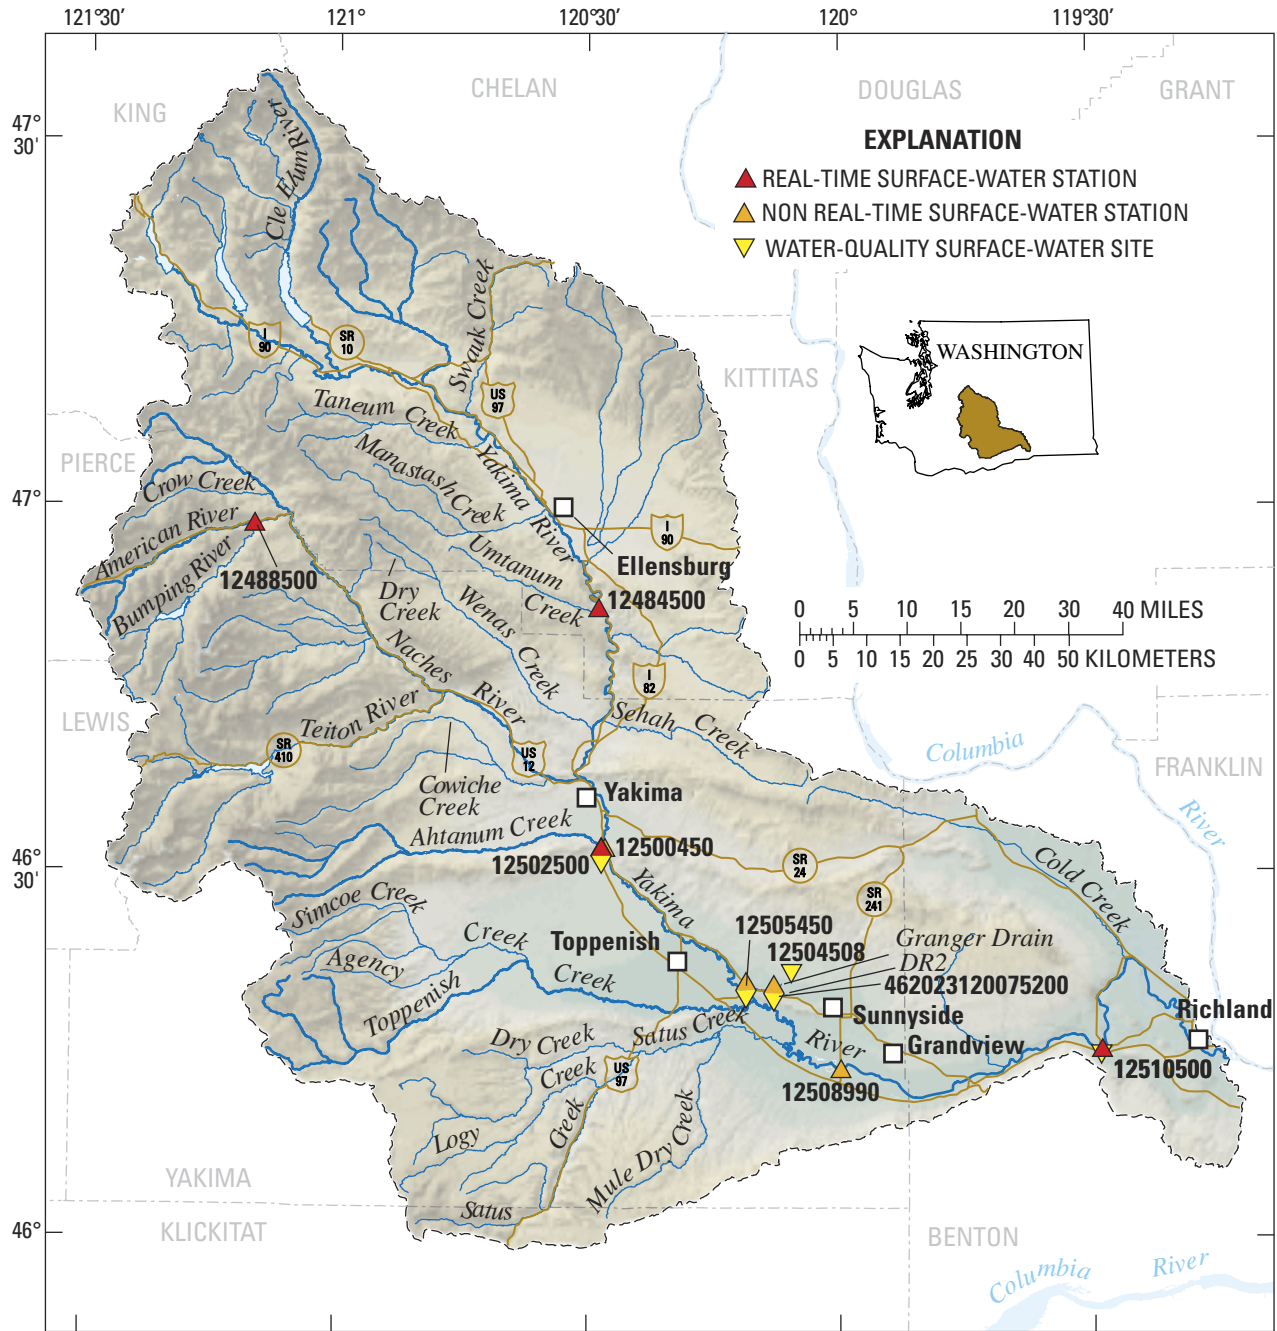 121°30' 121° 120°30' 120° 119°30'
CHELAN
DOUGLAS
GRANT
KING
47°
30'
EXPLANATION
REAL-TIME SURFACE-WATER STATION
NON REAL-TIME SURFACE-WATER STATION
WATER-QUALITY SURFACE-WATER SITE
Cle Elum River
Swauk Creek
I
90
SR
10
WASHINGTON
KITTITAS
US
97
Taneum Creek
PIERCE
Manastash
Creek
Yakima River
Crow Creek
47°
American River
I
90
Bumping River
Umtanum
Creek
Ellensburg
12488500
Dry
Creek
12484500
0 5 10 15 20 30 40 MILES
0 5 10 15 20 25 30 40 50 KILOMETERS
Wenas Creek
Naches River
I
82
LEWIS
Teiton River
Sehah Creek
SR
410
US
12
Columbia
River
FRANKLIN
Cowiche
Creek
Yakima
Ahtanum Creek
12500450
12502500
46°
30'
SR
24
Cold Creek
Yakima
SR
241
Simcoe Creek
12505450
12504508
Granger Drain
Toppenish
Creek
DR2
Agency
Creek
462023120075200
Toppenish
Sunnyside
Richland
Satus Creek
Dry Creek
River
Grandview
Creek
US
97
12510500
12508990
Logy
Creek
Mule Dry Creek
YAKIMA
Satus
46°
KLICKITAT
BENTON
Columbia River